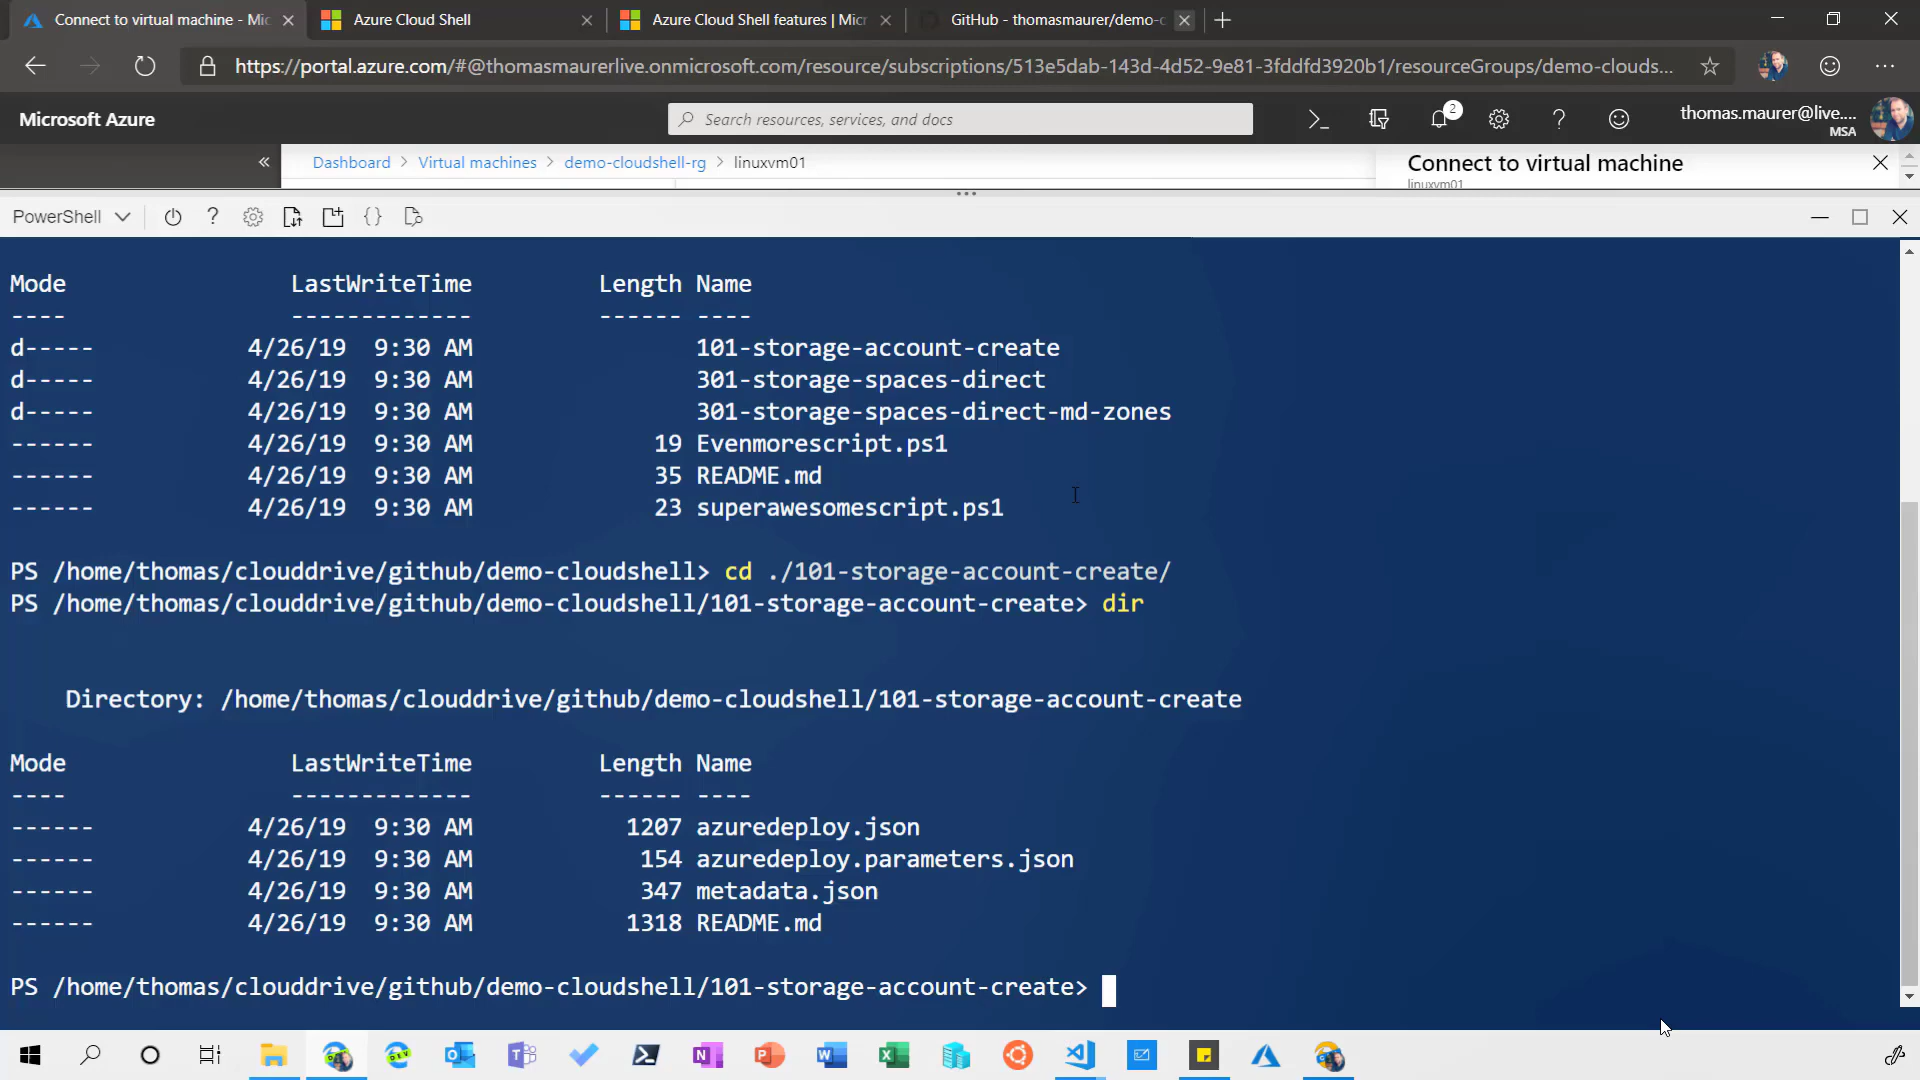 Connect to virtual machine - Mic
Azure Cloud Shell
Azure Cloud Shell features | Micr
GitHub - thomasmaurer/demo-c
https://portal.azure.com/#@thomasmaurerlive.onmicrosoft.com/resource/subscriptions/513e5dab-143d-4d52-9e81-3fddfd3920b1/resourceGroups/demo-clouds...
Microsoft Azure
Search resources, services, and docs
2
thomas.maurer@live....
MSA
Dashboard > Virtual machines > demo-cloudshell-rg > linuxvm01
Connect to virtual machine
linuxvm01
PowerShell
Mode LastWriteTime Length Name
---- ------------- ------ ----
d----- 4/26/19 9:30 AM 101-storage-account-create
d----- 4/26/19 9:30 AM 301-storage-spaces-direct
d----- 4/26/19 9:30 AM 301-storage-spaces-direct-md-zones
------ 4/26/19 9:30 AM 19 Evenmorescript.ps1
------ 4/26/19 9:30 AM 35 README.md
------ 4/26/19 9:30 AM 23 superawesomescript.ps1
PS /home/thomas/clouddrive/github/demo-cloudshell> cd ./101-storage-account-create/
PS /home/thomas/clouddrive/github/demo-cloudshell/101-storage-account-create> dir
Directory: /home/thomas/clouddrive/github/demo-cloudshell/101-storage-account-create
Mode LastWriteTime Length Name
---- ------------- ------ ----
------ 4/26/19 9:30 AM 1207 azuredeploy.json
------ 4/26/19 9:30 AM 154 azuredeploy.parameters.json
------ 4/26/19 9:30 AM 347 metadata.json
------ 4/26/19 9:30 AM 1318 README.md
PS /home/thomas/clouddrive/github/demo-cloudshell/101-storage-account-create>